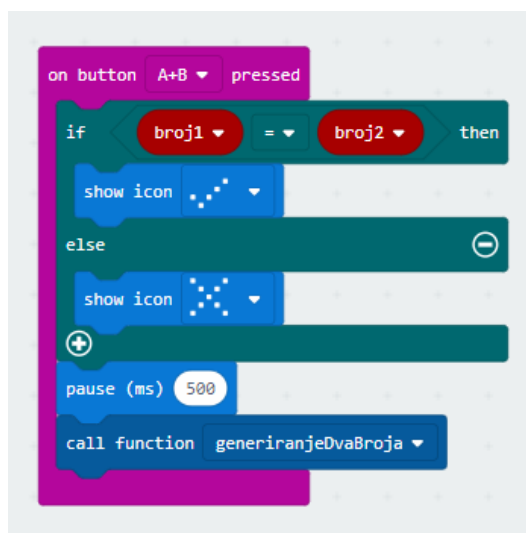 on button A+B pressed
if broj1 = broj2 then
show icon
else
show icon
pause (ms) 500
call function generiranjeDvaBroja